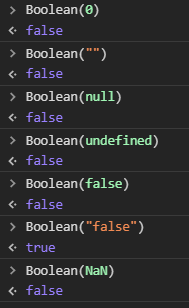 > Boolean(0)
< false
> Boolean("")
< false
> Boolean(null)
< false
> Boolean(undefined)
< false
> Boolean(false)
< false
> Boolean("false")
< true
> Boolean(NaN)
< false